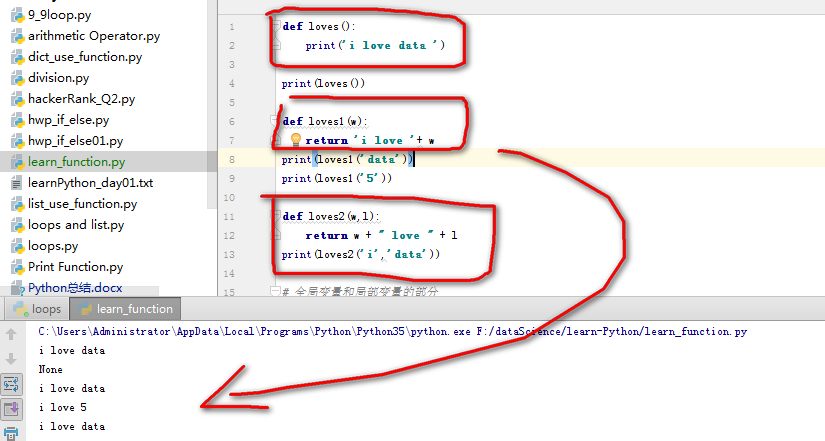 9_9loop.py
arithmetic Operator.py
dict_use_function.py
division.py
hackerRank_Q2.py
hwp_if_else.py
hwp_if_else01.py
learn_function.py
learnPython_day01.txt
list_use_function.py
loops and list.py
loops.py
Print Function.py
Python总结.docx
1 def loves():
2 print('i love data ')
3
4 print(loves())
5
6 def loves1(w):
7 return 'i love '+ w
8 print(loves1('data'))
9 print(loves1('5'))
10
11 def loves2(w,l):
12 return w + " love " + l
13 print(loves2('i','data'))
14
15 # 全局变量和局部变量的部分
loops learn_function
C:\Users\Administrator\AppData\Local\Programs\Python\Python35\python.exe F:/dataScience/learn-Python/learn_function.py
i love data
None
i love data
i love 5
i love data